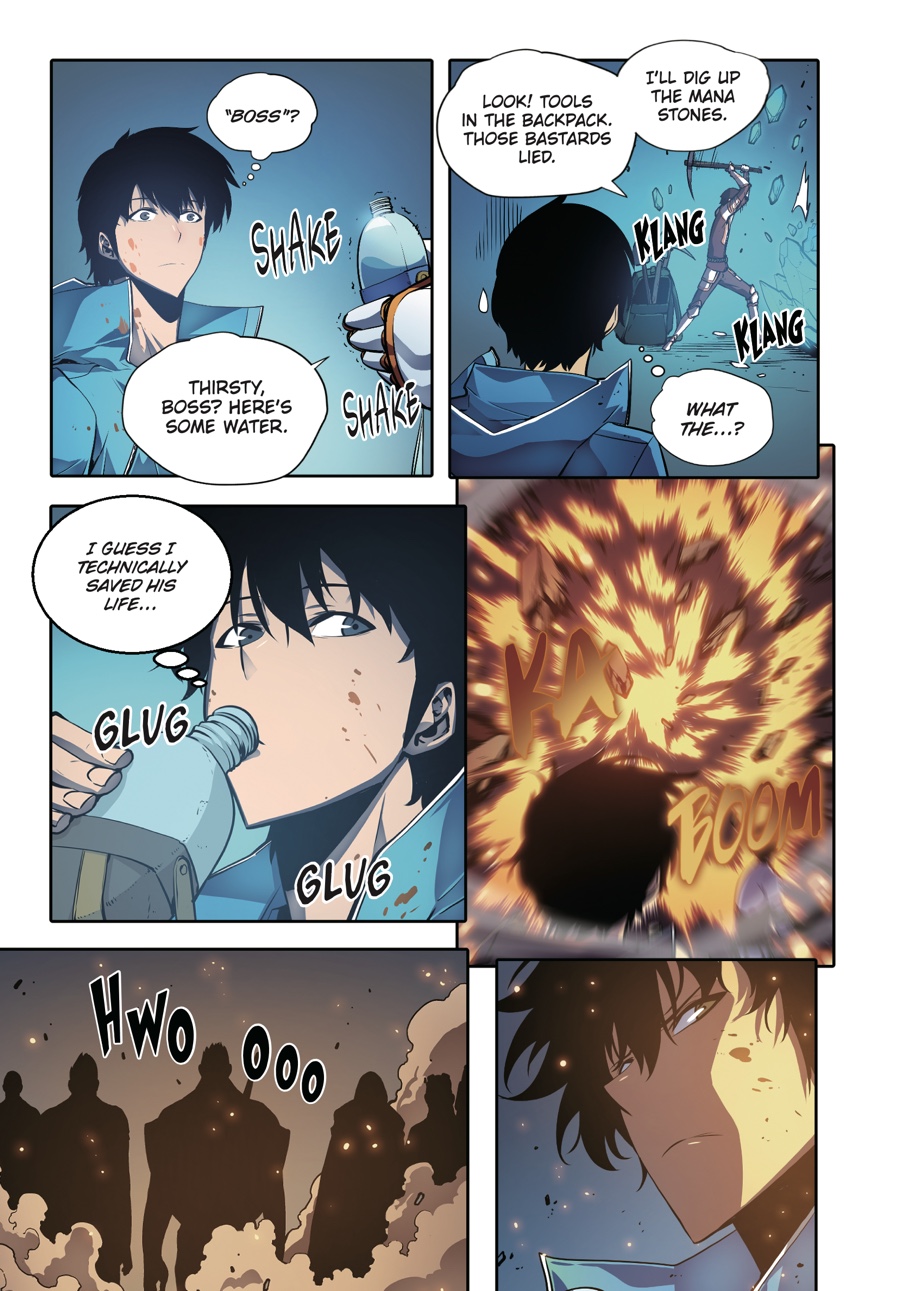 "BOSS"?
SHAKE
THIRSTY,
BOSS? HERE'S
SOME WATER.
SHAKE
LOOK! TOOLS
IN THE BACKPACK.
THOSE BASTARDS
LIED.
I'LL DIG UP
THE MANA
STONES.
KLANG
KLANG
WHAT
THE...?
I GUESS I
TECHNICALLY
SAVED HIS
LIFE...
GLUG
GLUG
KA
BOOM
HWO
OOO